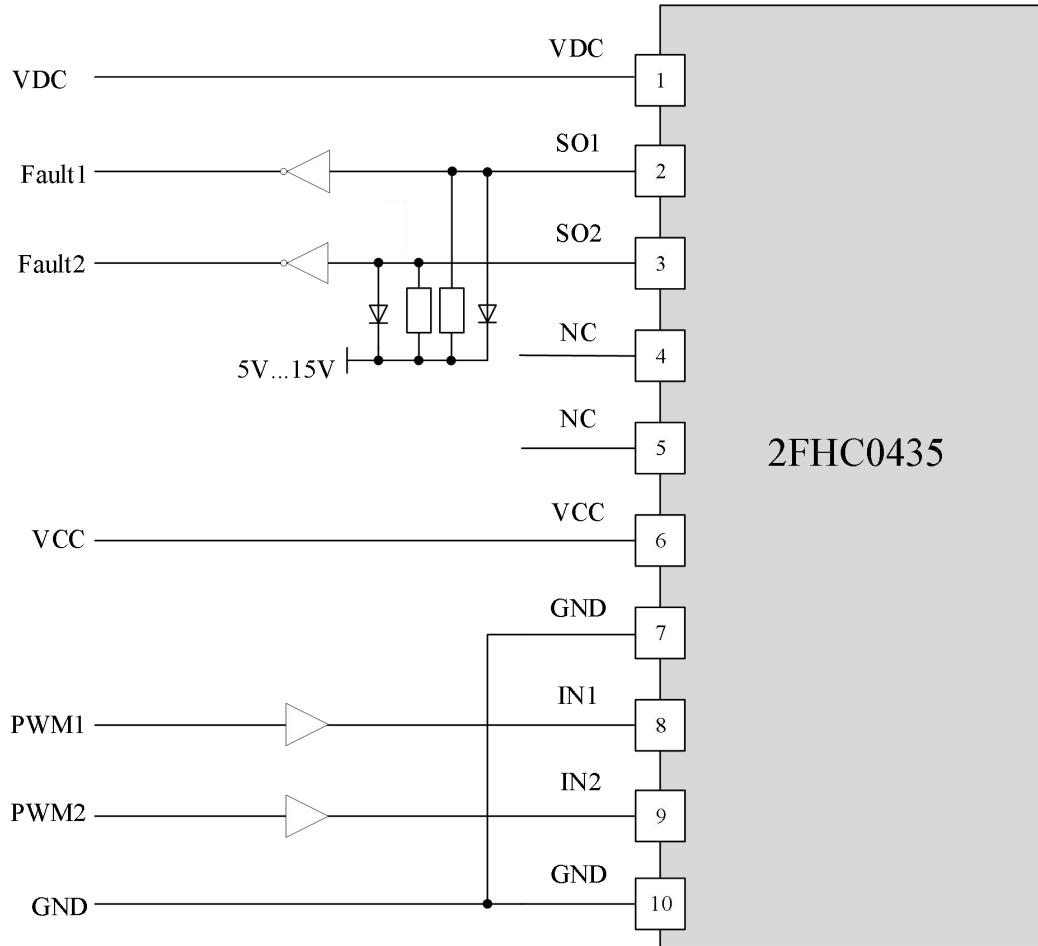 VDC
VDC
1
SO1
Fault1
2
SO2
Fault2
3
NC
4
5V...15V
NC
5
2FHC0435
VCC
VCC
6
GND
7
IN1
PWM1
8
IN2
PWM2
9
GND
GND
10